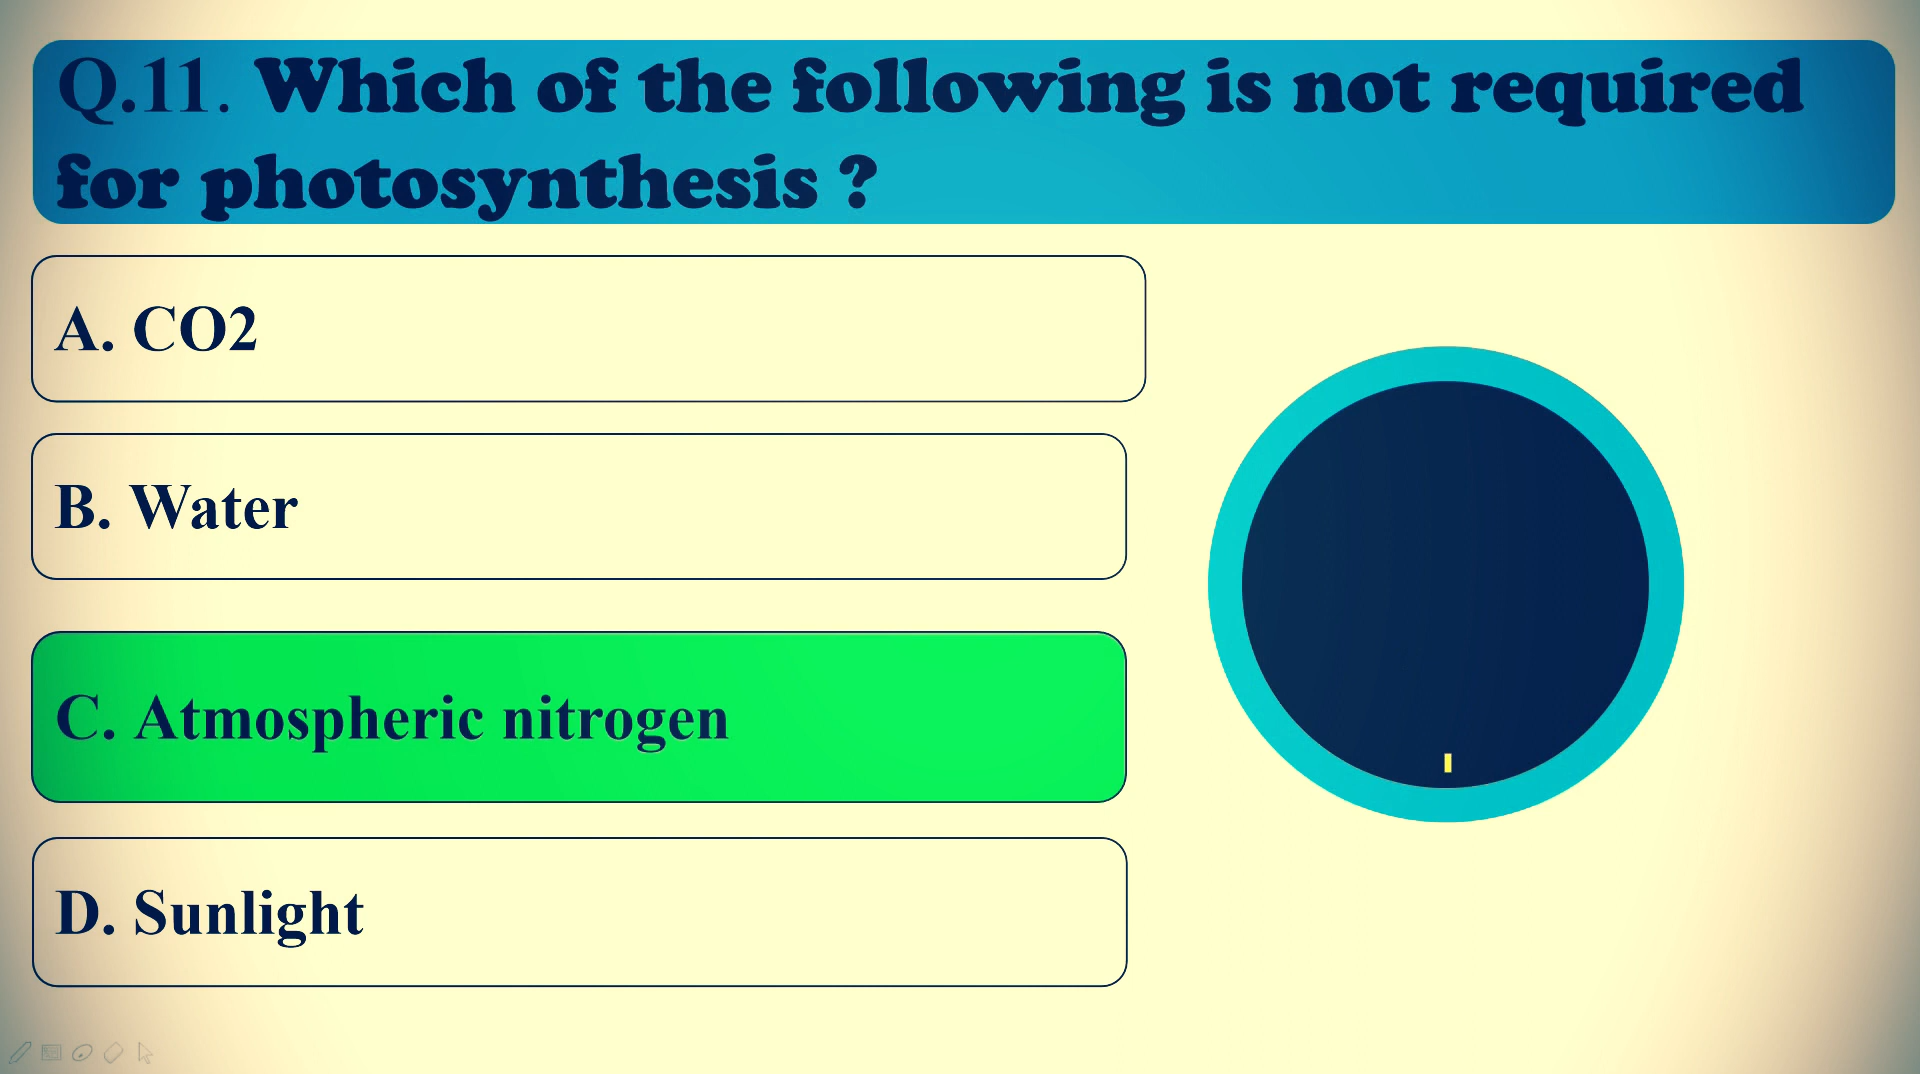 Q.11. Which of the following is not required
for photosynthesis ?
A. CO2
B. Water
C. Atmospheric nitrogen
D. Sunlight